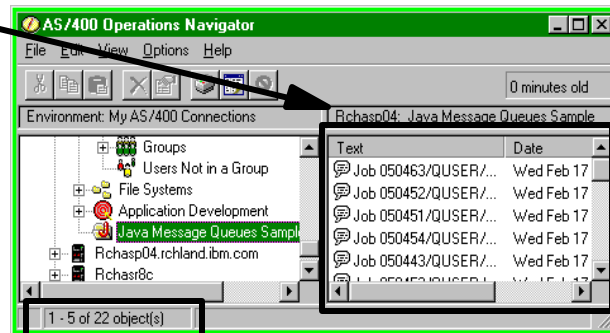 AS/400 Operations Navigator
File Edit View Options Help
0 minutes old
Environment: My AS/400 Connections
Rchasp04: Java Message Queues Sample
Groups
Users Not in a Group
File Systems
Application Development
Java Message Queues Sampl
Rchasp04.rchland.ibm.com
Rchasr8c
Text Date
Job 050463/QUSER/... Wed Feb 17
Job 050452/QUSER/... Wed Feb 17
Job 050451/QUSER/... Wed Feb 17
Job 050454/QUSER/... Wed Feb 17
Job 050443/QUSER/... Wed Feb 17
1 - 5 of 22 object(s)